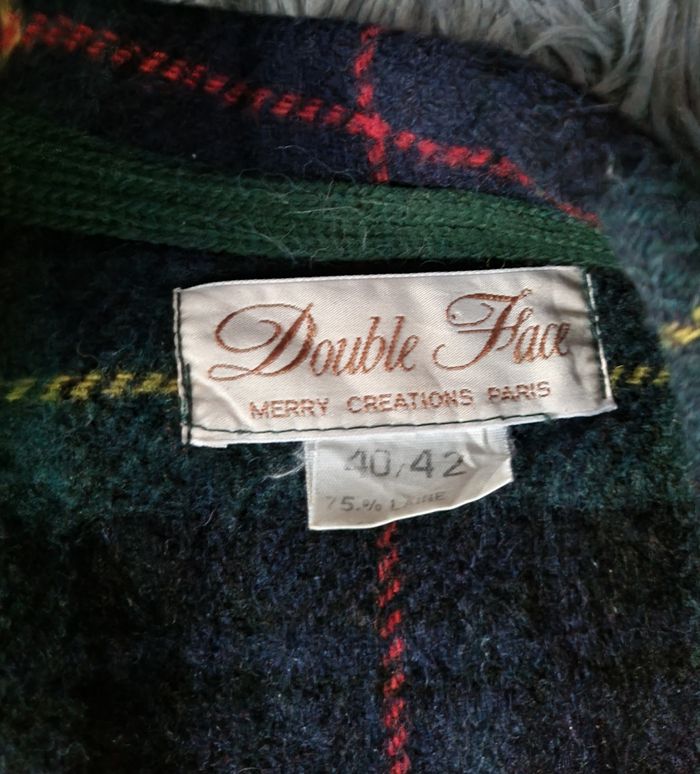 Double Face
MERRY CREATIONS PARIS
40/42
75.% LAINE